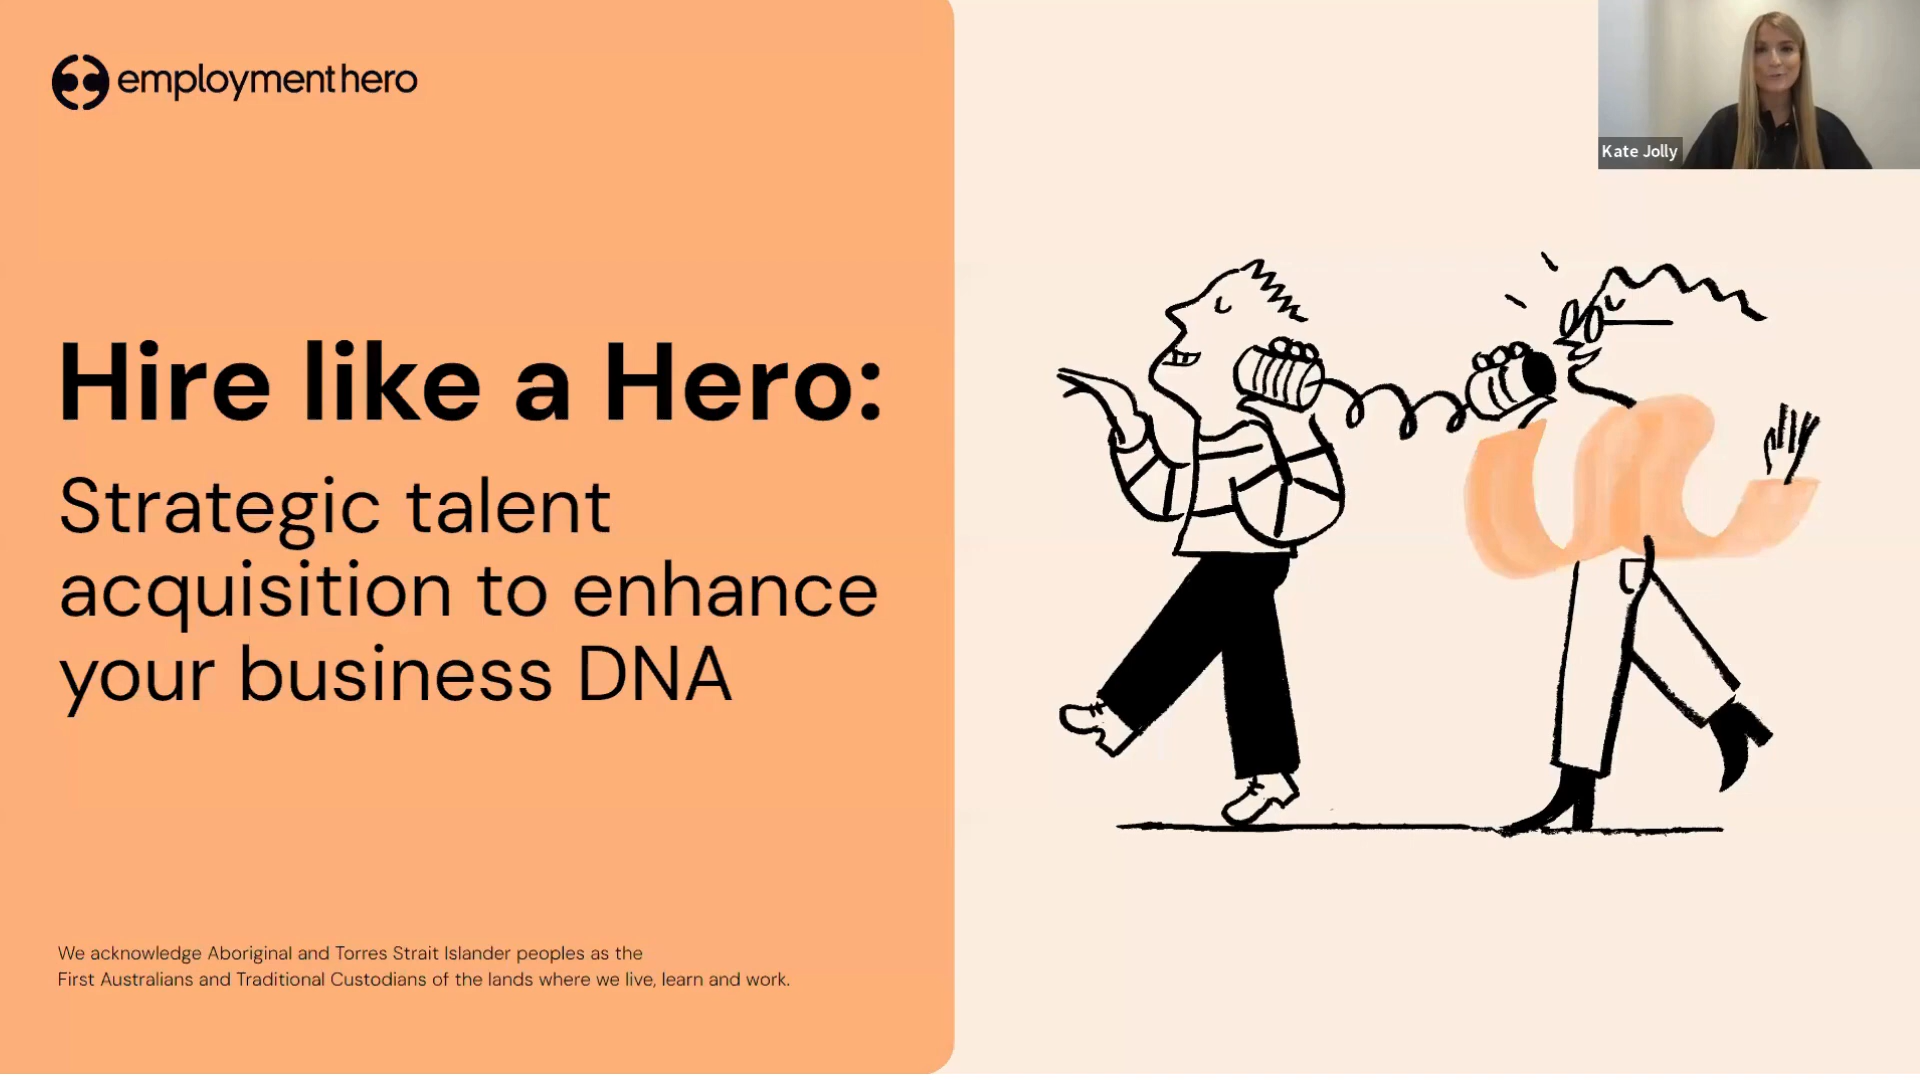 employmenthero
Kate Jolly
Hire like a Hero:
Strategic talent
acquisition to enhance
your business DNA
We acknowledge Aboriginal and Torres Strait Islander peoples as the
First Australians and Traditional Custodians of the lands where we live, learn and work.